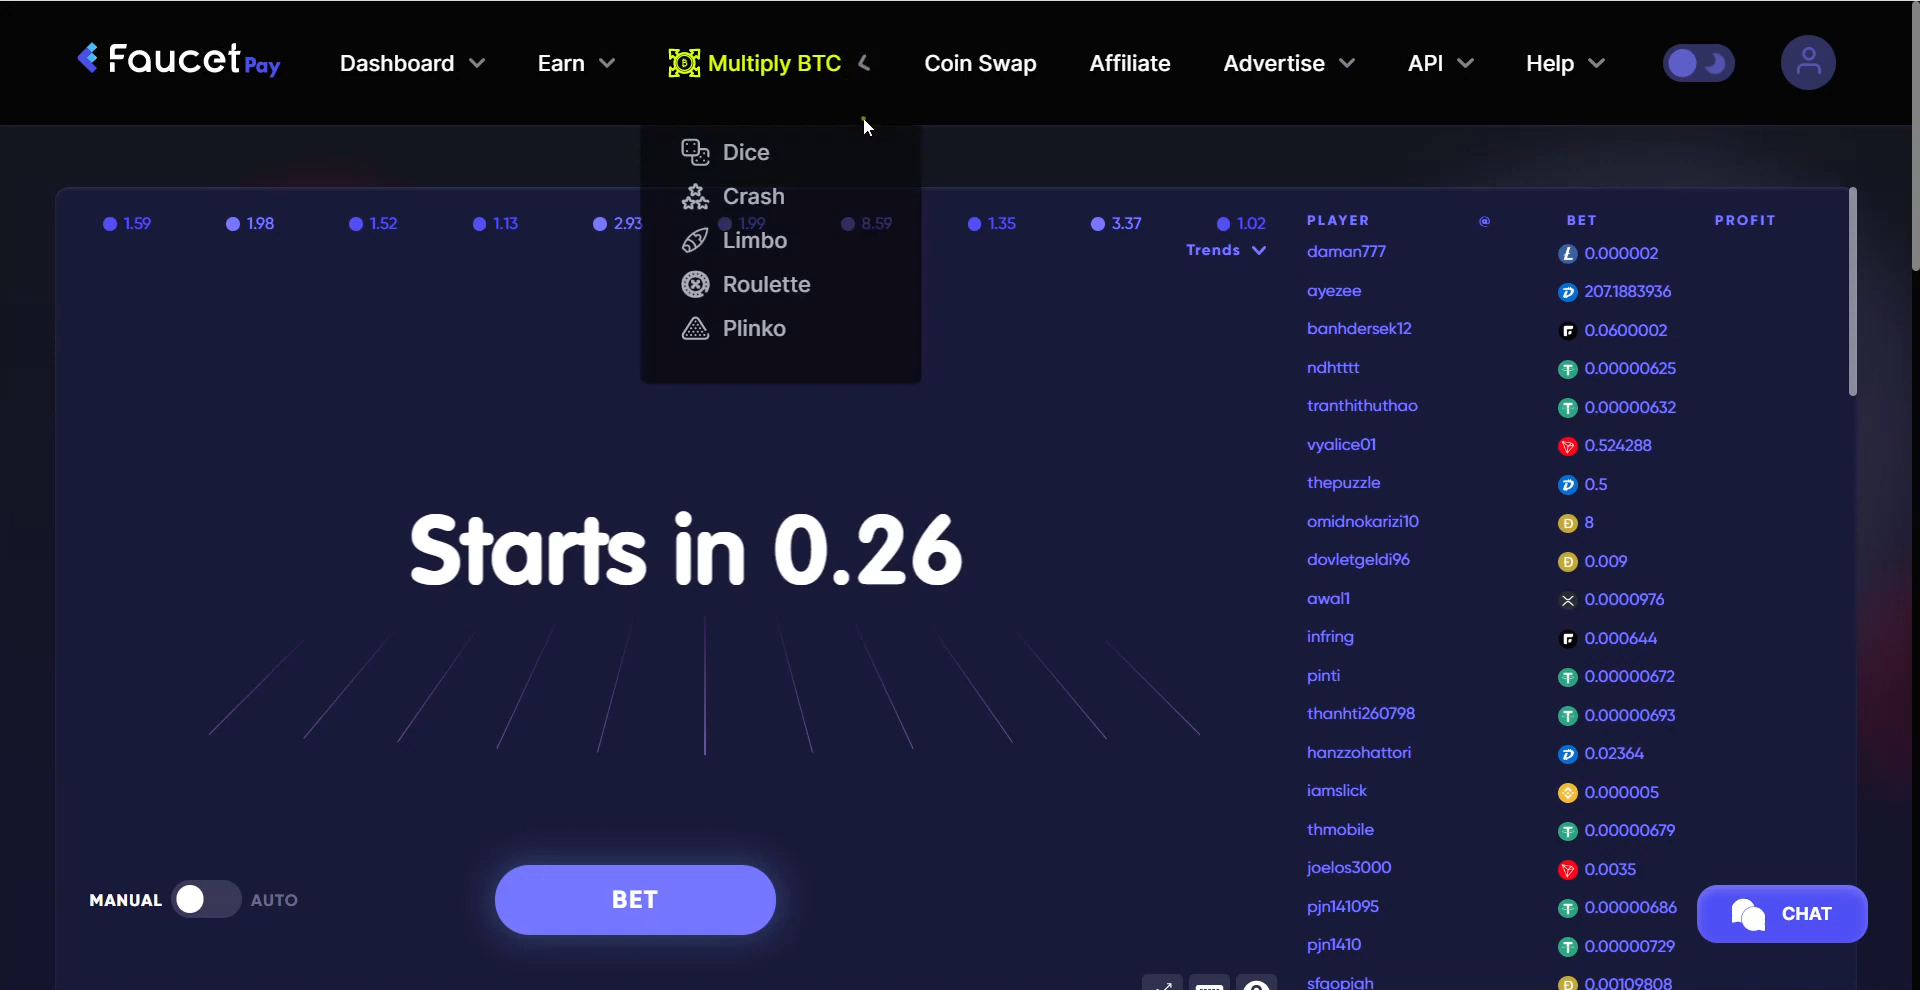 FaucetPay
Dashboard
Earn
Multiply BTC
Coin Swap
Affiliate
Advertise
API
Help
Dice
Crash
Limbo
Roulette
Plinko
1.59 1.98 1.52 1.13 2.93 1.99 8.59 1.35 3.37 1.02
Trends
Starts in 0.26
MANUAL AUTO
BET
PLAYER @ BET PROFIT
daman777 0.000002
ayezee 207.1883936
banhdersek12 0.0600002
ndhtttt 0.00000625
tranthithuthao 0.00000632
vyalice01 0.524288
thepuzzle 0.5
omidnokarizi10 8
dovletgeldi96 0.009
awal1 0.0000976
infring 0.000644
pinti 0.00000672
thanhti260798 0.00000693
hanzzohattori 0.02364
iamslick 0.000005
thmobile 0.00000679
joelos3000 0.0035
pjn141095 0.00000686
pjn1410 0.00000729
sfgopjgh 0.00109808
CHAT